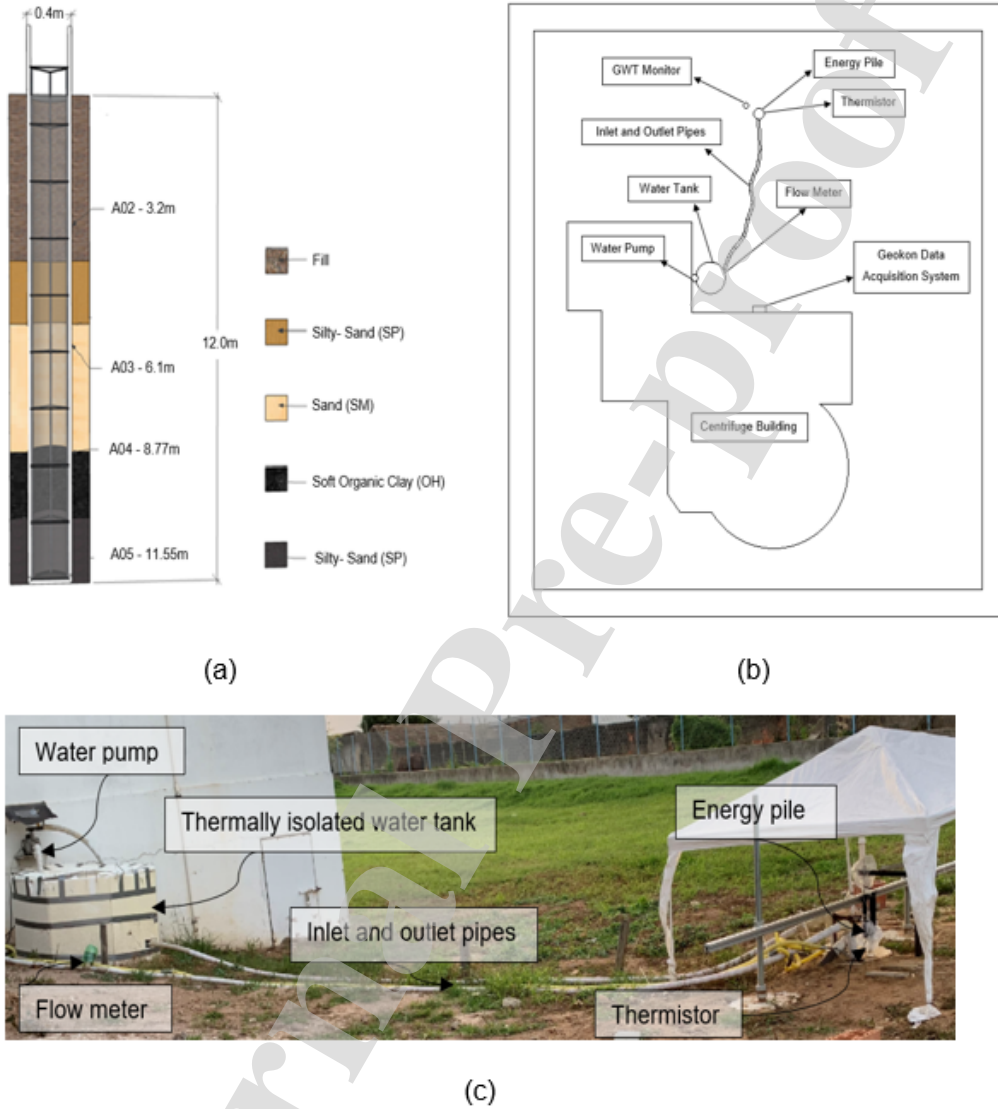 0.4m
A02 - 3.2m
12.0m
A03 - 6.1m
A04 - 8.77m
A05 - 11.55m
Fill
Silty- Sand (SP)
Sand (SM)
Soft Organic Clay (OH)
Silty- Sand (SP)
(a)
GWT Monitor
Energy Pile
Thermistor
Inlet and Outlet Pipes
Water Tank
Flow Meter
Water Pump
Geokon Data
Acquisition System
Centrifuge Building
(b)
Water pump
Thermally isolated water tank
Energy pile
Inlet and outlet pipes
Flow meter
Thermistor
(c)
rnal Pre-proof